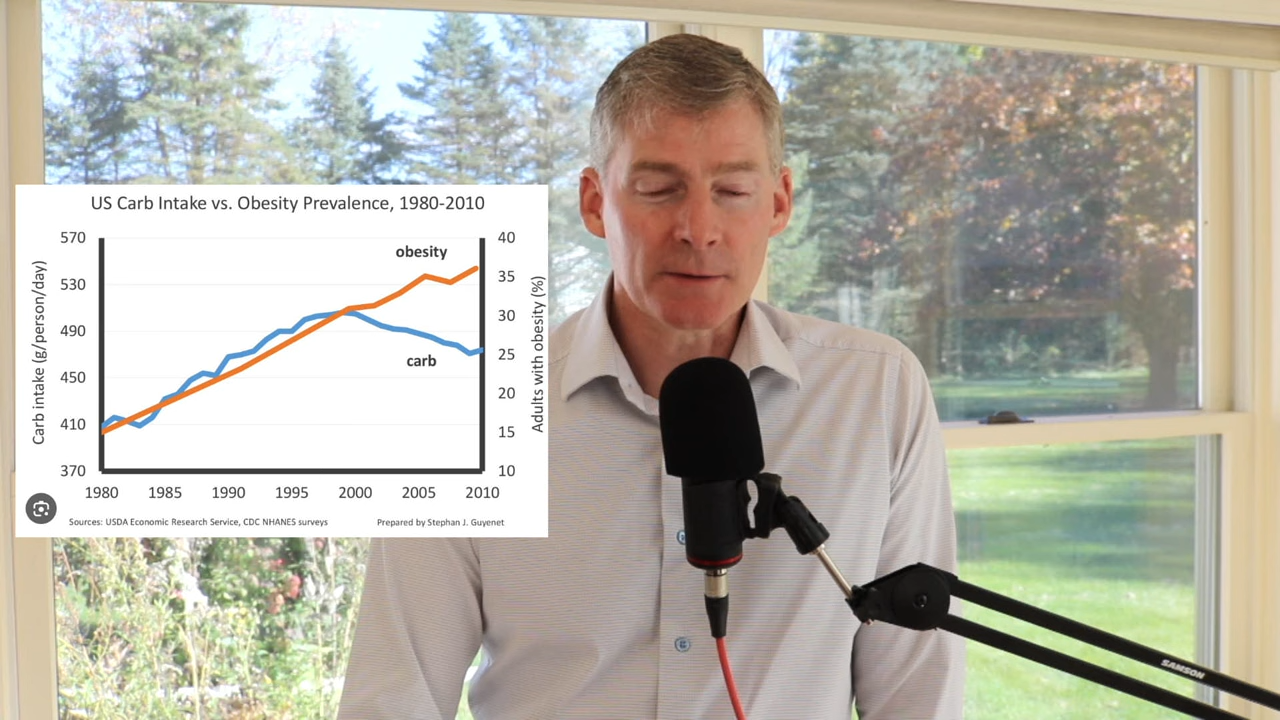 US Carb Intake vs. Obesity Prevalence, 1980-2010
Carb intake (g/person/day)
570
530
490
450
410
370
obesity
carb
40
35
30
25
20
15
10
Adults with obesity (%)
1980 1985 1990 1995 2000 2005 2010
Sources: USDA Economic Research Service, CDC NHANES surveys
Prepared by Stephan J. Guyenet
SAMSON